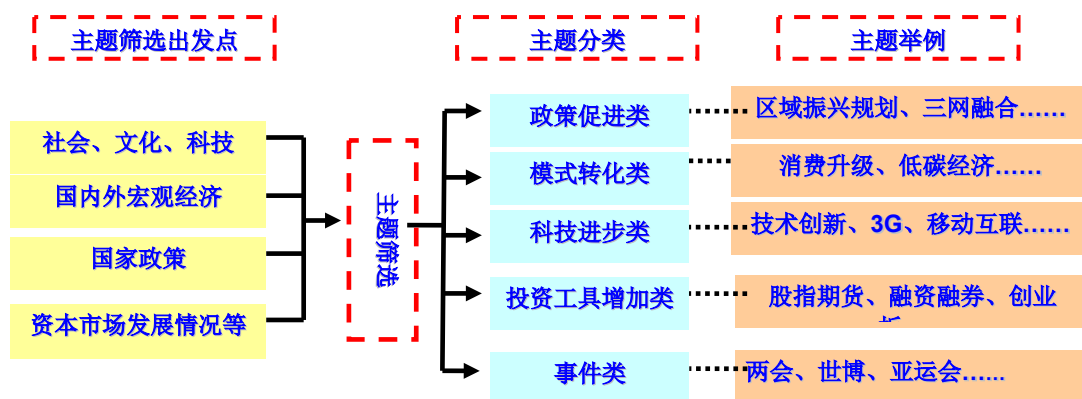 主题筛选出发点
主题分类
主题举例
社会、文化、科技
国内外宏观经济
国家政策
资本市场发展情况等
主题筛选
政策促进类
模式转化类
科技进步类
投资工具增加类
事件类
区域振兴规划、三网融合……
消费升级、低碳经济……
技术创新、3G、移动互联……
股指期货、融资融券、创业
两会、世博、亚运会……